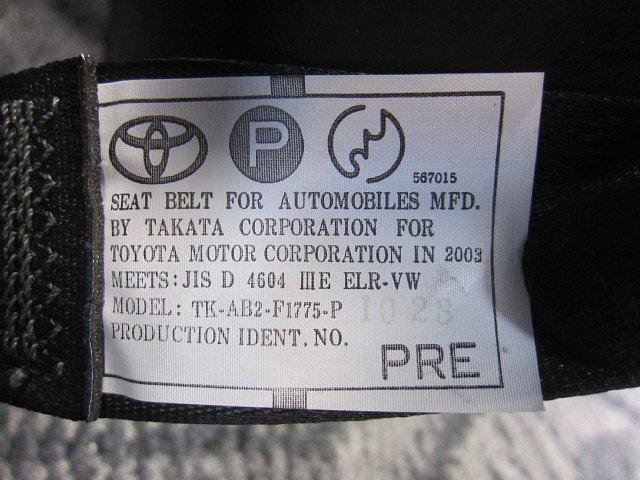 P
567015
SEAT BELT FOR AUTOMOBILES MFD.
BY TAKATA CORPORATION FOR
TOYOTA MOTOR CORPORATION IN 2003
MEETS:JIS D 4604 ⅢE ELR-VW
MODEL: TK-AB2-F1775-P 1023
PRODUCTION IDENT. NO.
PRE